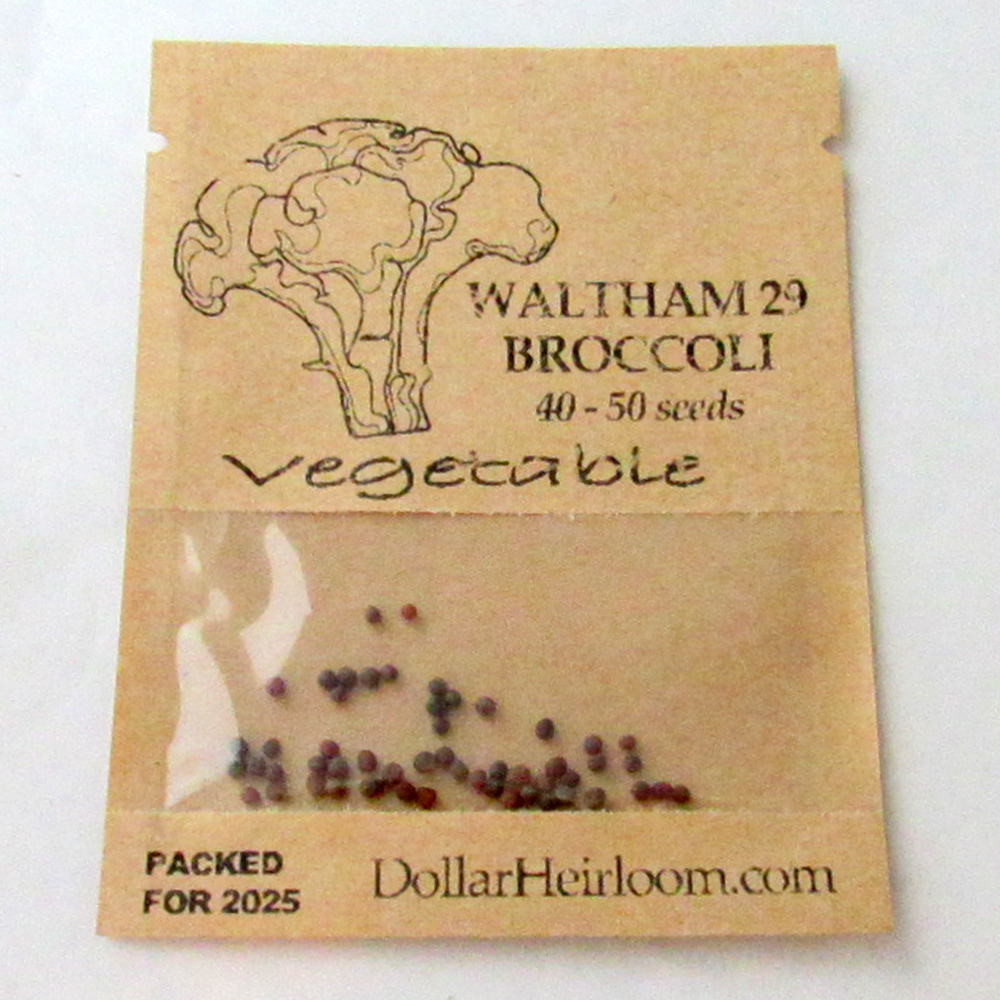 WALTHAM 29
BROCCOLI
40 - 50 seeds
vegetable
PACKED
FOR 2025
DollarHeirloom.com